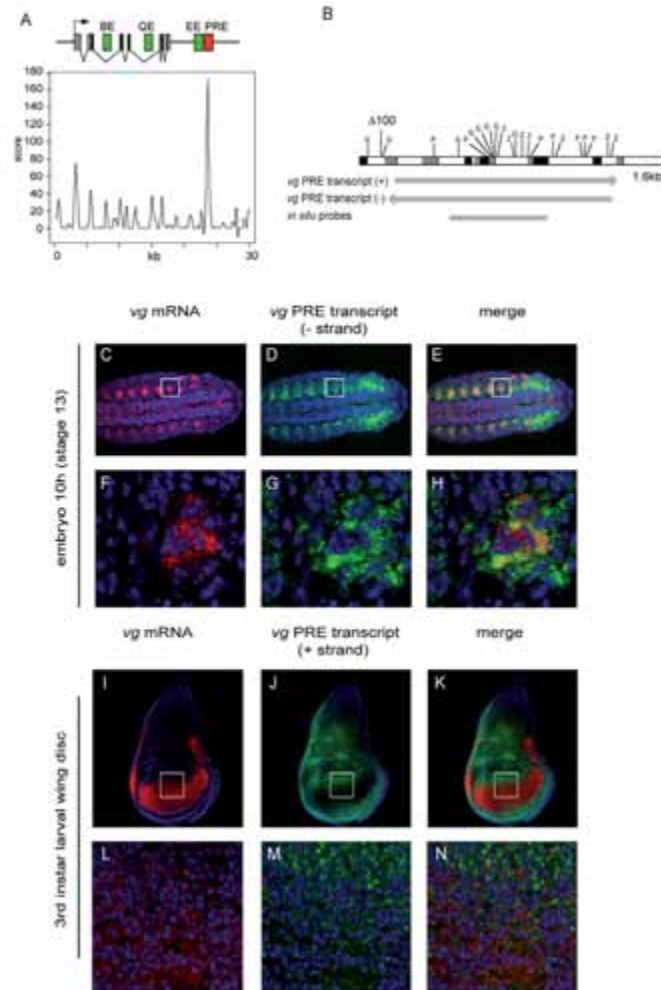 A
B
BE QE EE PRE
180
160
140
120
100
80
60
40
20
0
score
0 kb 30
Δ100
1.6kb
vg PRE transcript (+)
vg PRE transcript (-)
in situ probes
vg mRNA vg PRE transcript (- strand) merge
embryo 10h (stage 13)
C D E
F G H
vg mRNA vg PRE transcript (+ strand) merge
3rd instar larval wing disc
I J K
L M N